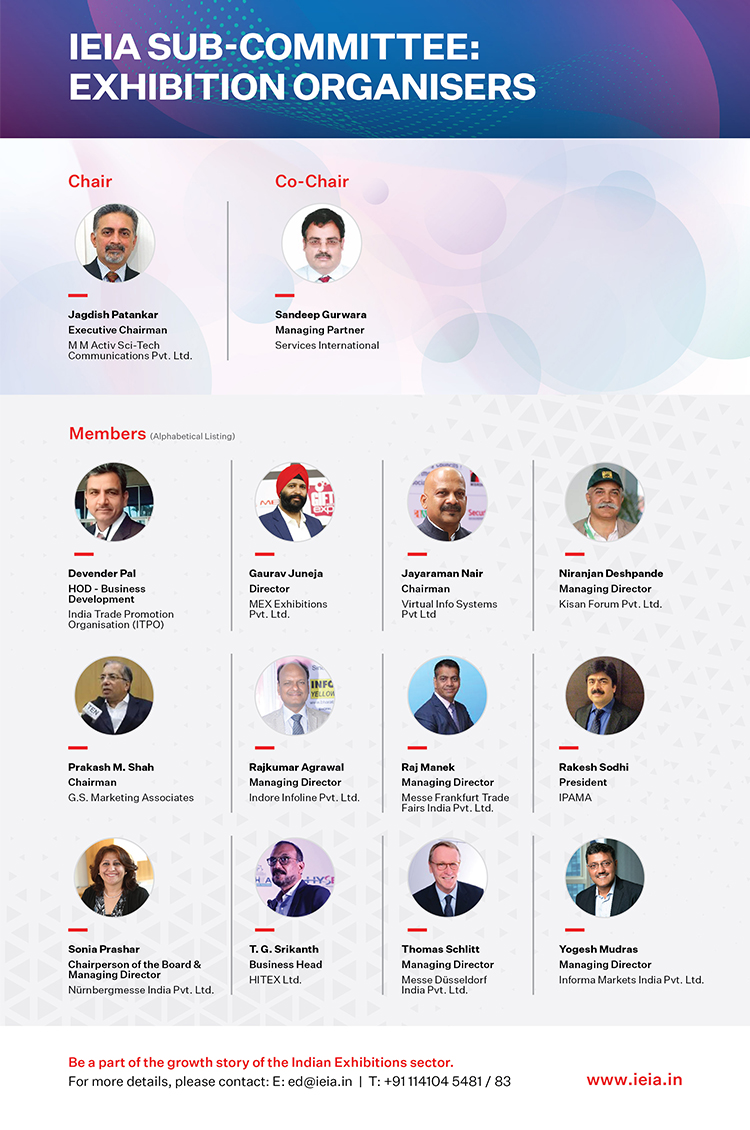 IEIA SUB-COMMITTEE:
EXHIBITION ORGANISERS
Chair
Jagdish Patankar
Executive Chairman
M M Activ Sci-Tech
Communications Pvt. Ltd.
Co-Chair
Sandeep Gurwara
Managing Partner
Services International
Members (Alphabetical Listing)
Devender Pal
HOD - Business
Development
India Trade Promotion
Organisation (ITPO)
Gaurav Juneja
Director
MEX Exhibitions
Pvt. Ltd.
Jayaraman Nair
Chairman
Virtual Info Systems
Pvt Ltd
Niranjan Deshpande
Managing Director
Kisan Forum Pvt. Ltd.
TEN
Prakash M. Shah
Chairman
G.S. Marketing Associates
INFO
YELLOW
Rajkumar Agrawal
Managing Director
Indore Infoline Pvt. Ltd.
Raj Manek
Managing Director
Messe Frankfurt Trade
Fairs India Pvt. Ltd.
Rakesh Sodhi
President
IPAMA
Sonia Prashar
Chairperson of the Board &
Managing Director
Nürnbergmesse India Pvt. Ltd.
T. G. Srikanth
Business Head
HITEX Ltd.
Thomas Schlitt
Managing Director
Messe Düsseldorf
India Pvt. Ltd.
Yogesh Mudras
Managing Director
Informa Markets India Pvt. Ltd.
Be a part of the growth story of the Indian Exhibitions sector.
For more details, please contact: E: ed@ieia.in | T: +91 114104 5481 / 83
www.ieia.in